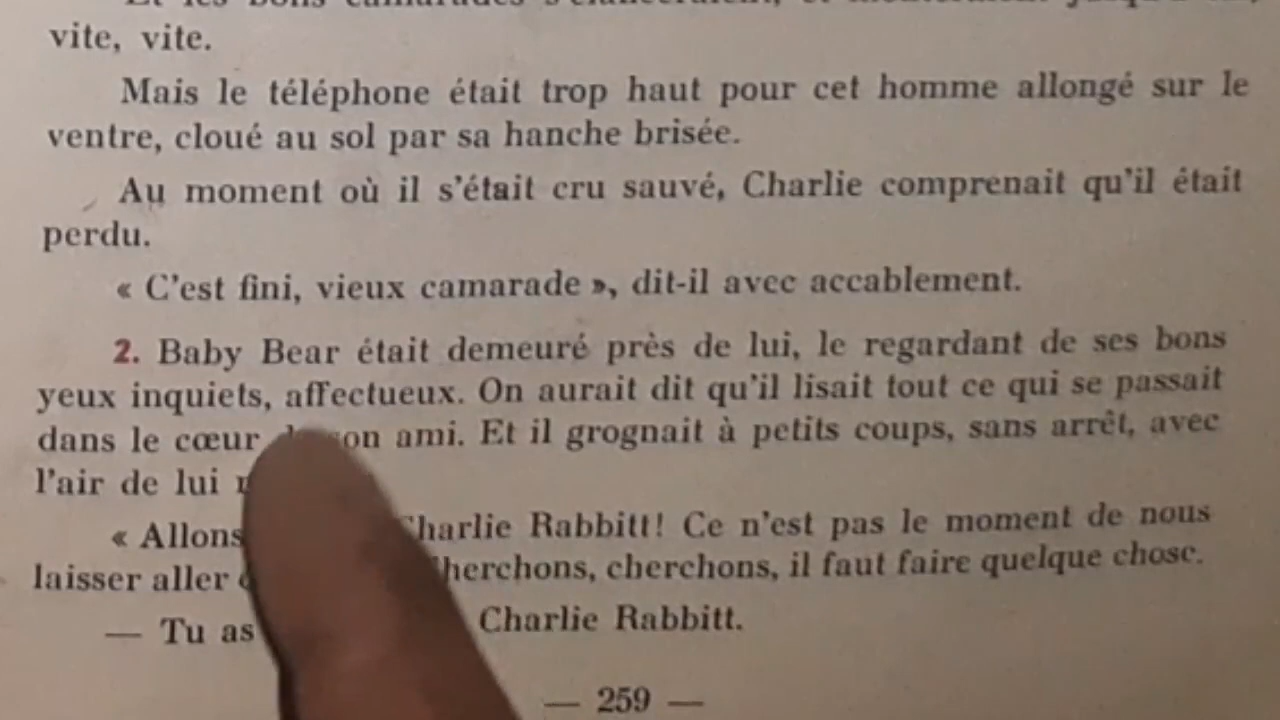 vite, vite.
Mais le téléphone était trop haut pour cet homme allongé sur le
ventre, cloué au sol par sa hanche brisée.
Au moment où il s'était cru sauvé, Charlie comprenait qu'il était
perdu.
« C'est fini, vieux camarade », dit-il avec accablement.
2. Baby Bear était demeuré près de lui, le regardant de ses bons
yeux inquiets, affectueux. On aurait dit qu'il lisait tout ce qui se passait
dans le cœur ami. Et il grognait à petits coups, sans arrêt, avec
l'air de lui
« Allons Charlie Rabbitt! Ce n'est pas le moment de nous
laisser aller cherchons, il faut faire quelque chose.
— Tu as Charlie Rabbitt.
— 259 —